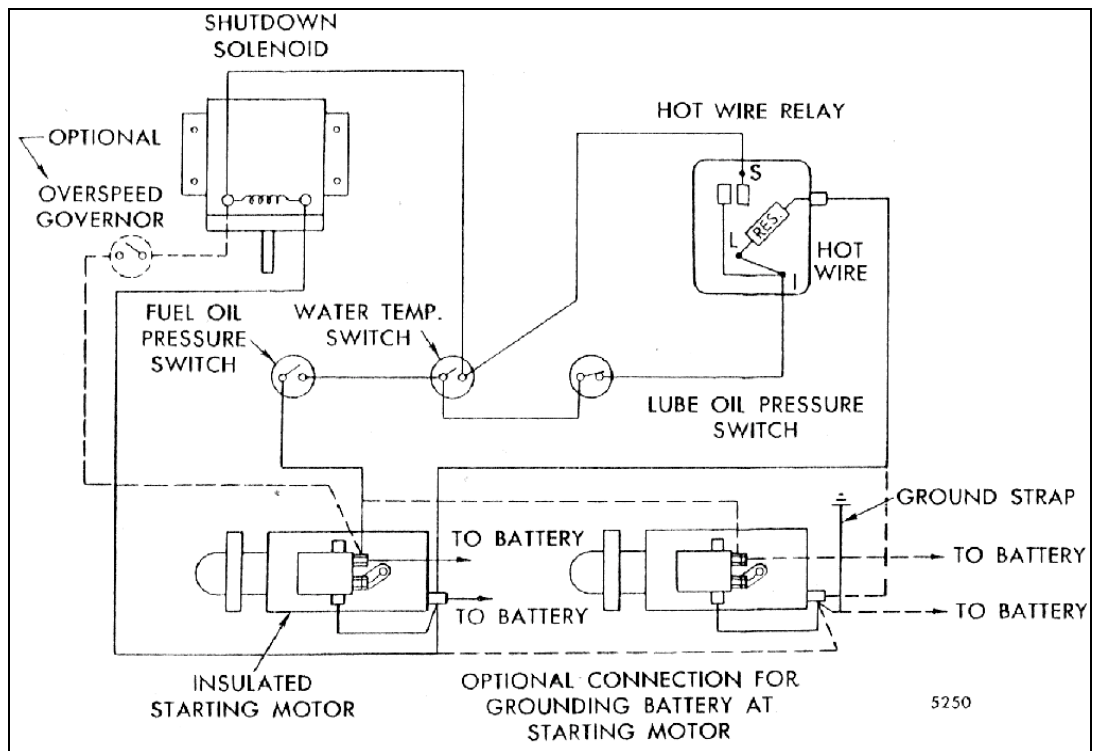 SHUTDOWN
SOLENOID
OPTIONAL
OVERSPEED
GOVERNOR
HOT WIRE RELAY
S
RES.
L
I
HOT
WIRE
FUEL OIL
PRESSURE
SWITCH
WATER TEMP.
SWITCH
LUBE OIL PRESSURE
SWITCH
GROUND STRAP
TO BATTERY
TO BATTERY
TO BATTERY
TO BATTERY
INSULATED
STARTING MOTOR
OPTIONAL CONNECTION FOR
GROUNDING BATTERY AT
STARTING MOTOR
5250